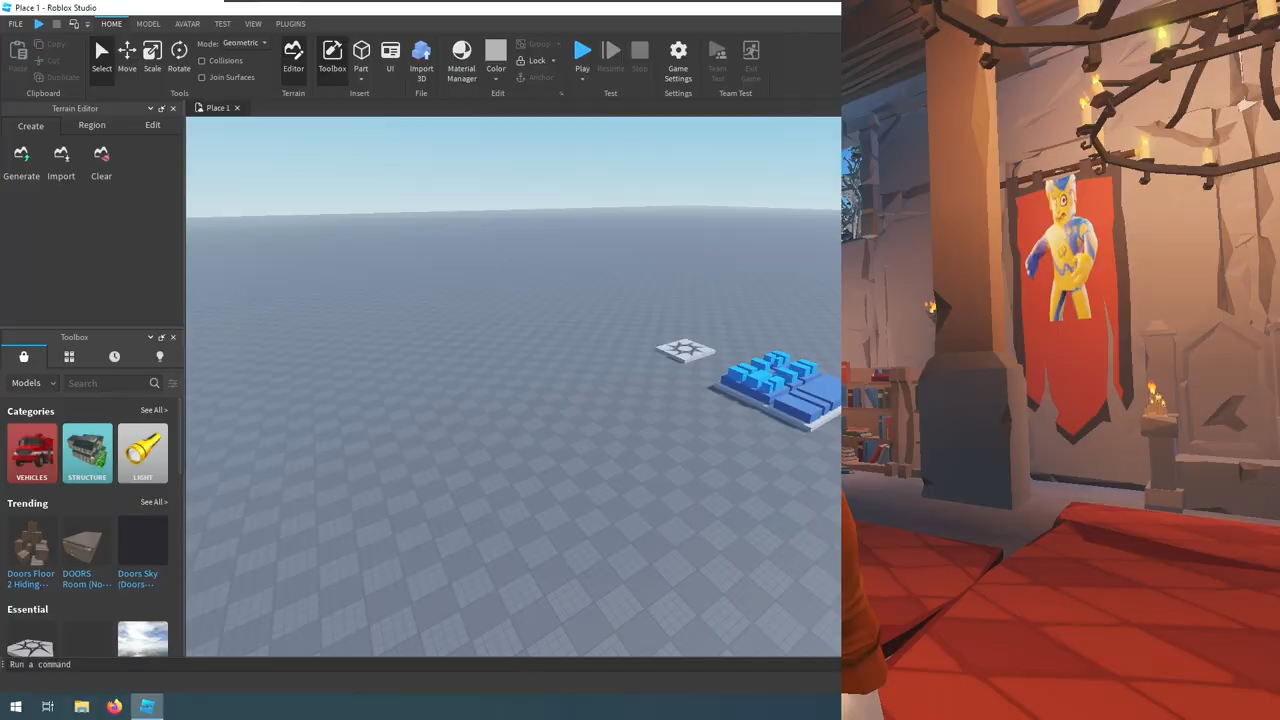 Place 1 - Roblox Studio
FILE HOME MODEL AVATAR TEST VIEW PLUGINS
Paste Copy Cut Duplicate Clipboard
Select Move Scale Rotate Mode: Geometric Collisions Join Surfaces Tools
Editor Terrain
Toolbox Part UI Insert
Import 3D File
Material Manager Color Group Lock Anchor Edit
Play Resume Stop Test
Game Settings Settings
Team Test Exit Game Team Test
Terrain Editor
Place 1
Create Region Edit
Generate Import Clear
Toolbox
Models Search
Categories See All >
VEHICLES STRUCTURE LIGHT
Trending See All >
Doors Floor 2 Hiding...
DOORS Room (No...
Doors Sky (Doors...
Essential
Run a command